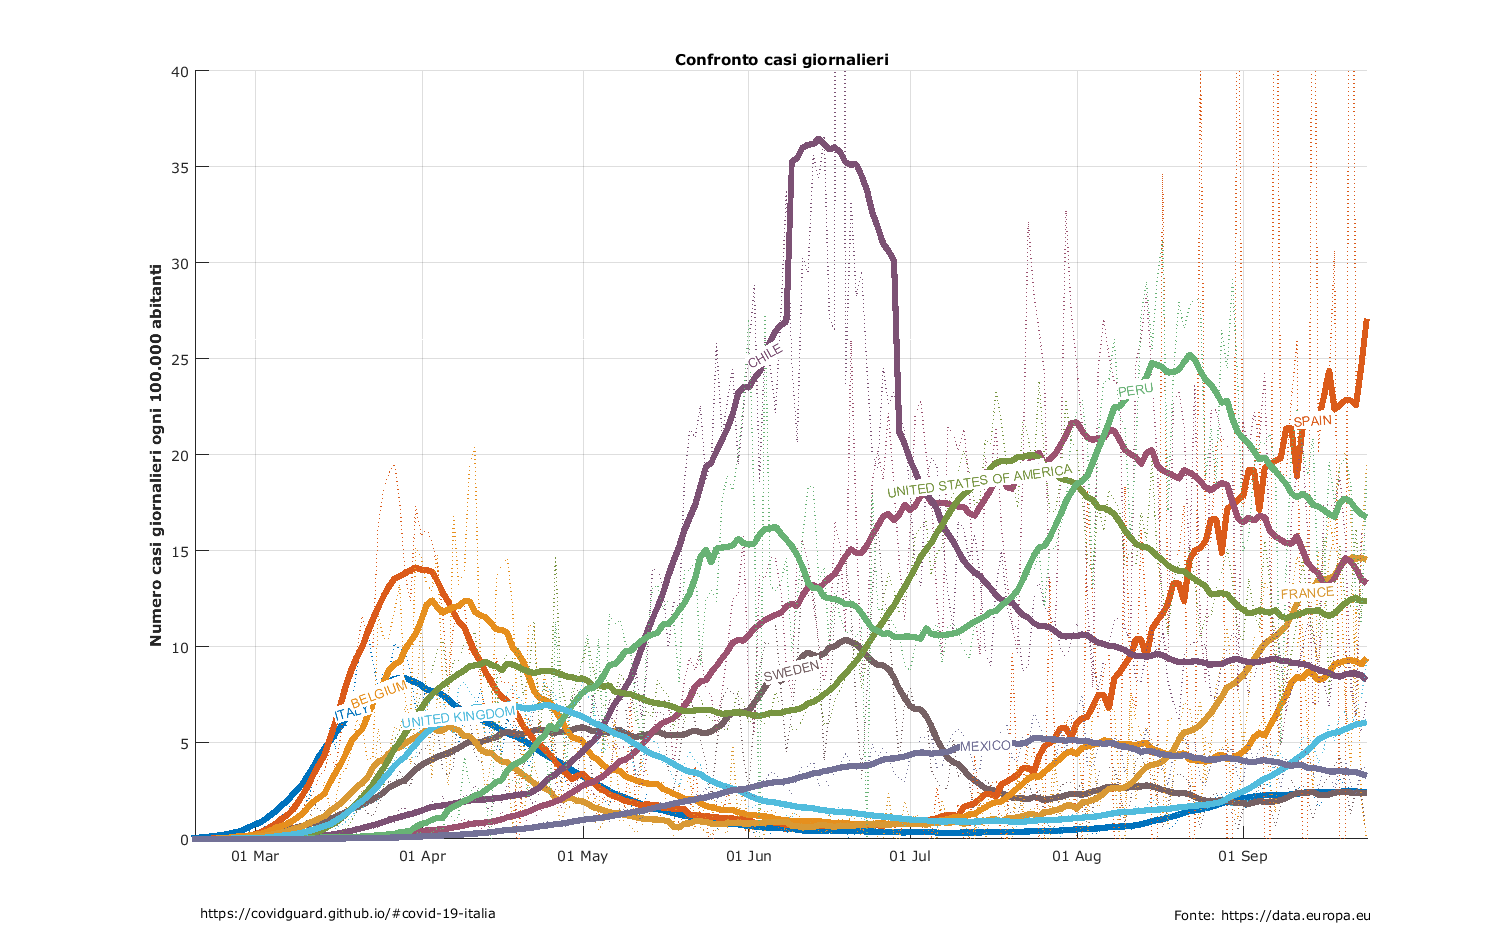 Confronto casi giornalieri
Numero casi giornalieri ogni 100.000 abitanti
40
35
30
25
20
15
10
5
0
CHILE
PERU
SPAIN
UNITED STATES OF AMERICA
FRANCE
SWEDEN
BELGIUM
ITALY
UNITED KINGDOM
MEXICO
01 Mar
01 Apr
01 May
01 Jun
01 Jul
01 Aug
01 Sep
https://covidguard.github.io/#covid-19-italia
Fonte: https://data.europa.eu